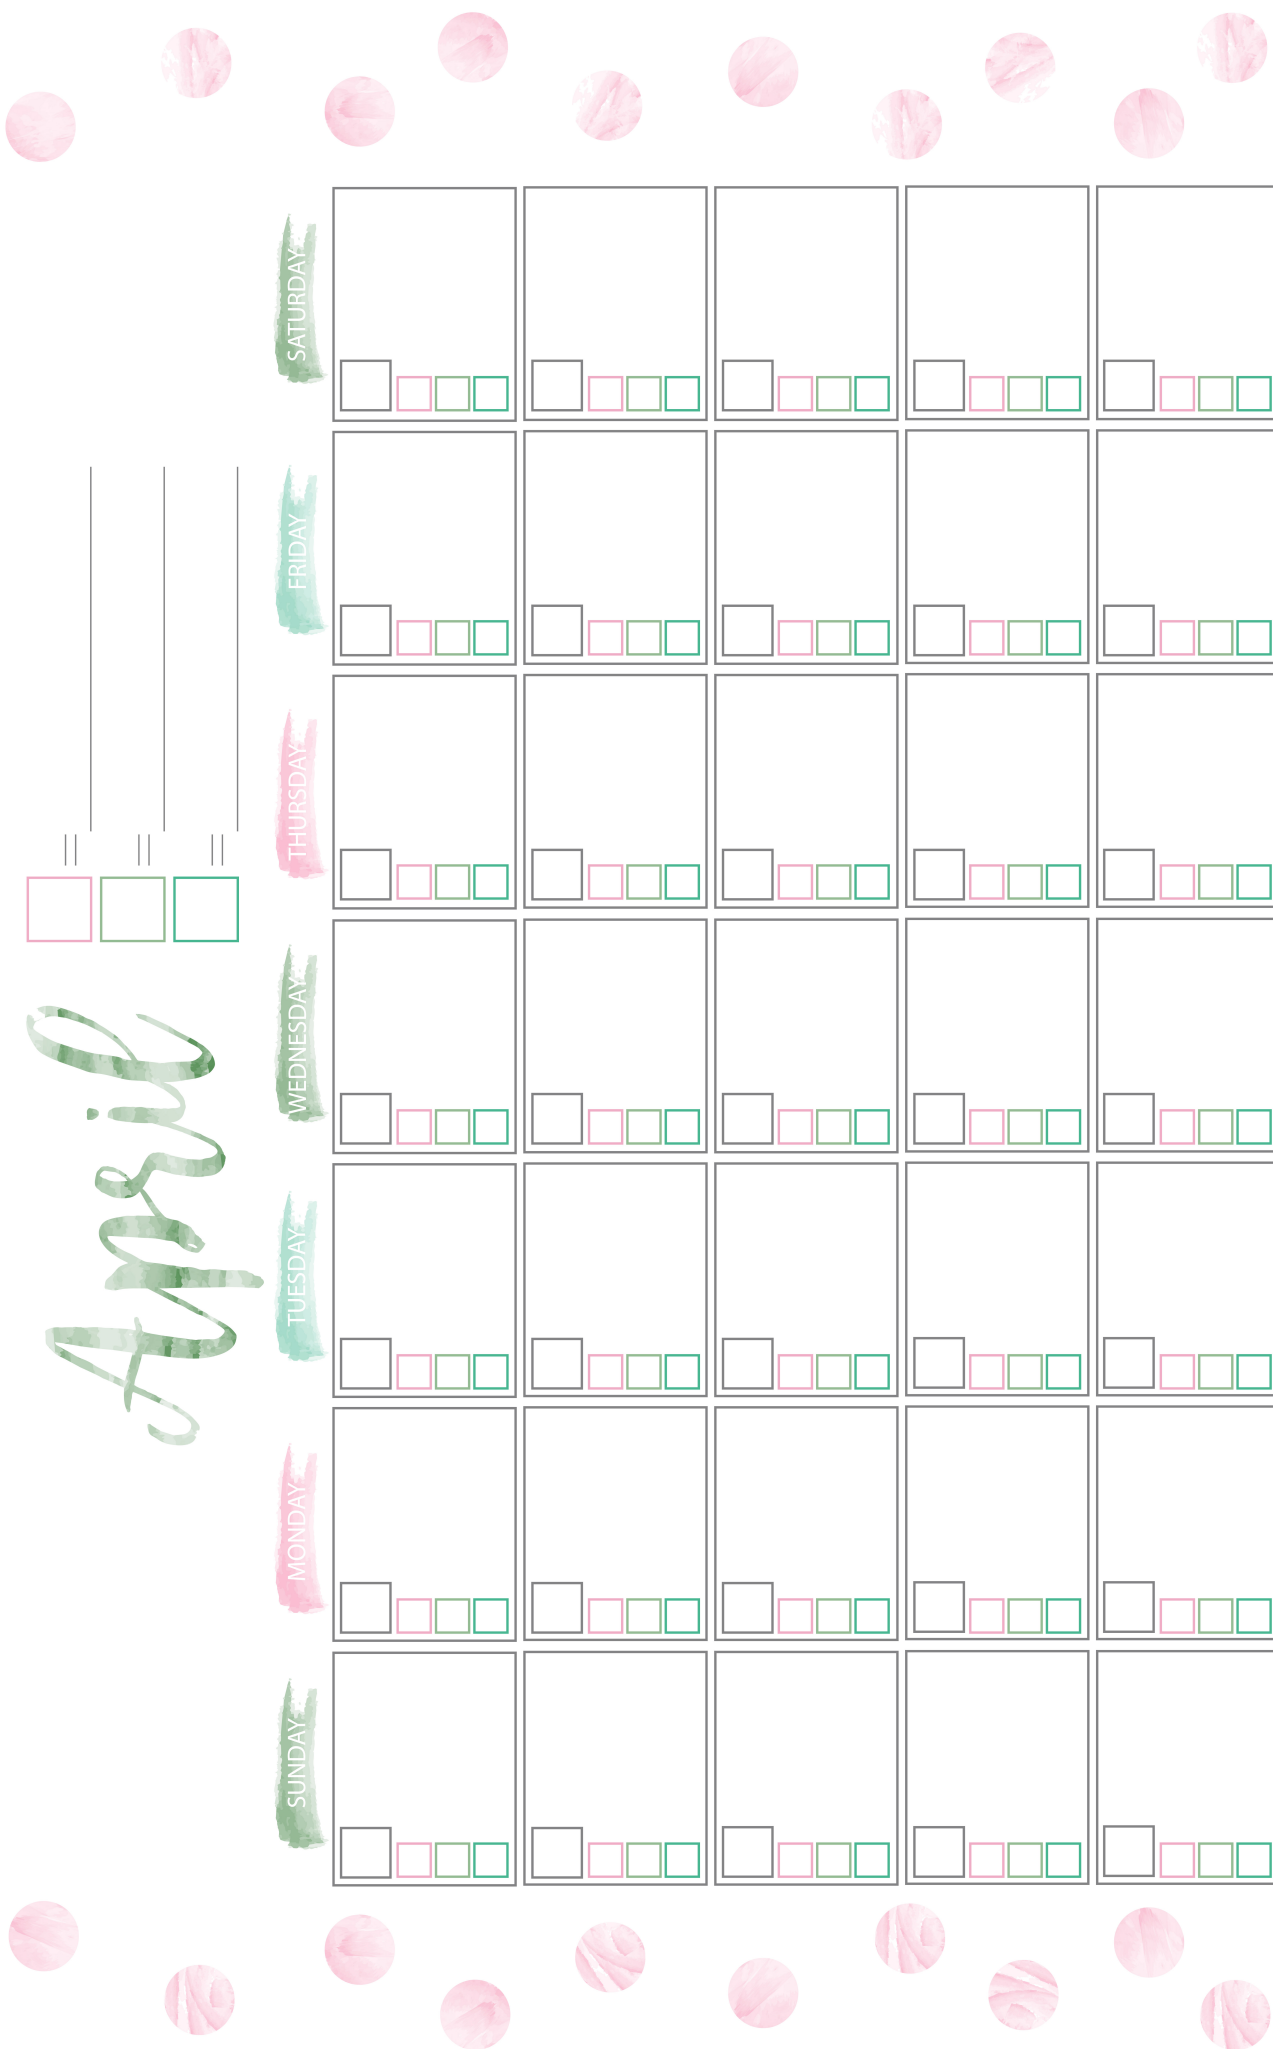 April
= 
= 
= 
SUNDAY
MONDAY
TUESDAY
WEDNESDAY
THURSDAY
FRIDAY
SATURDAY